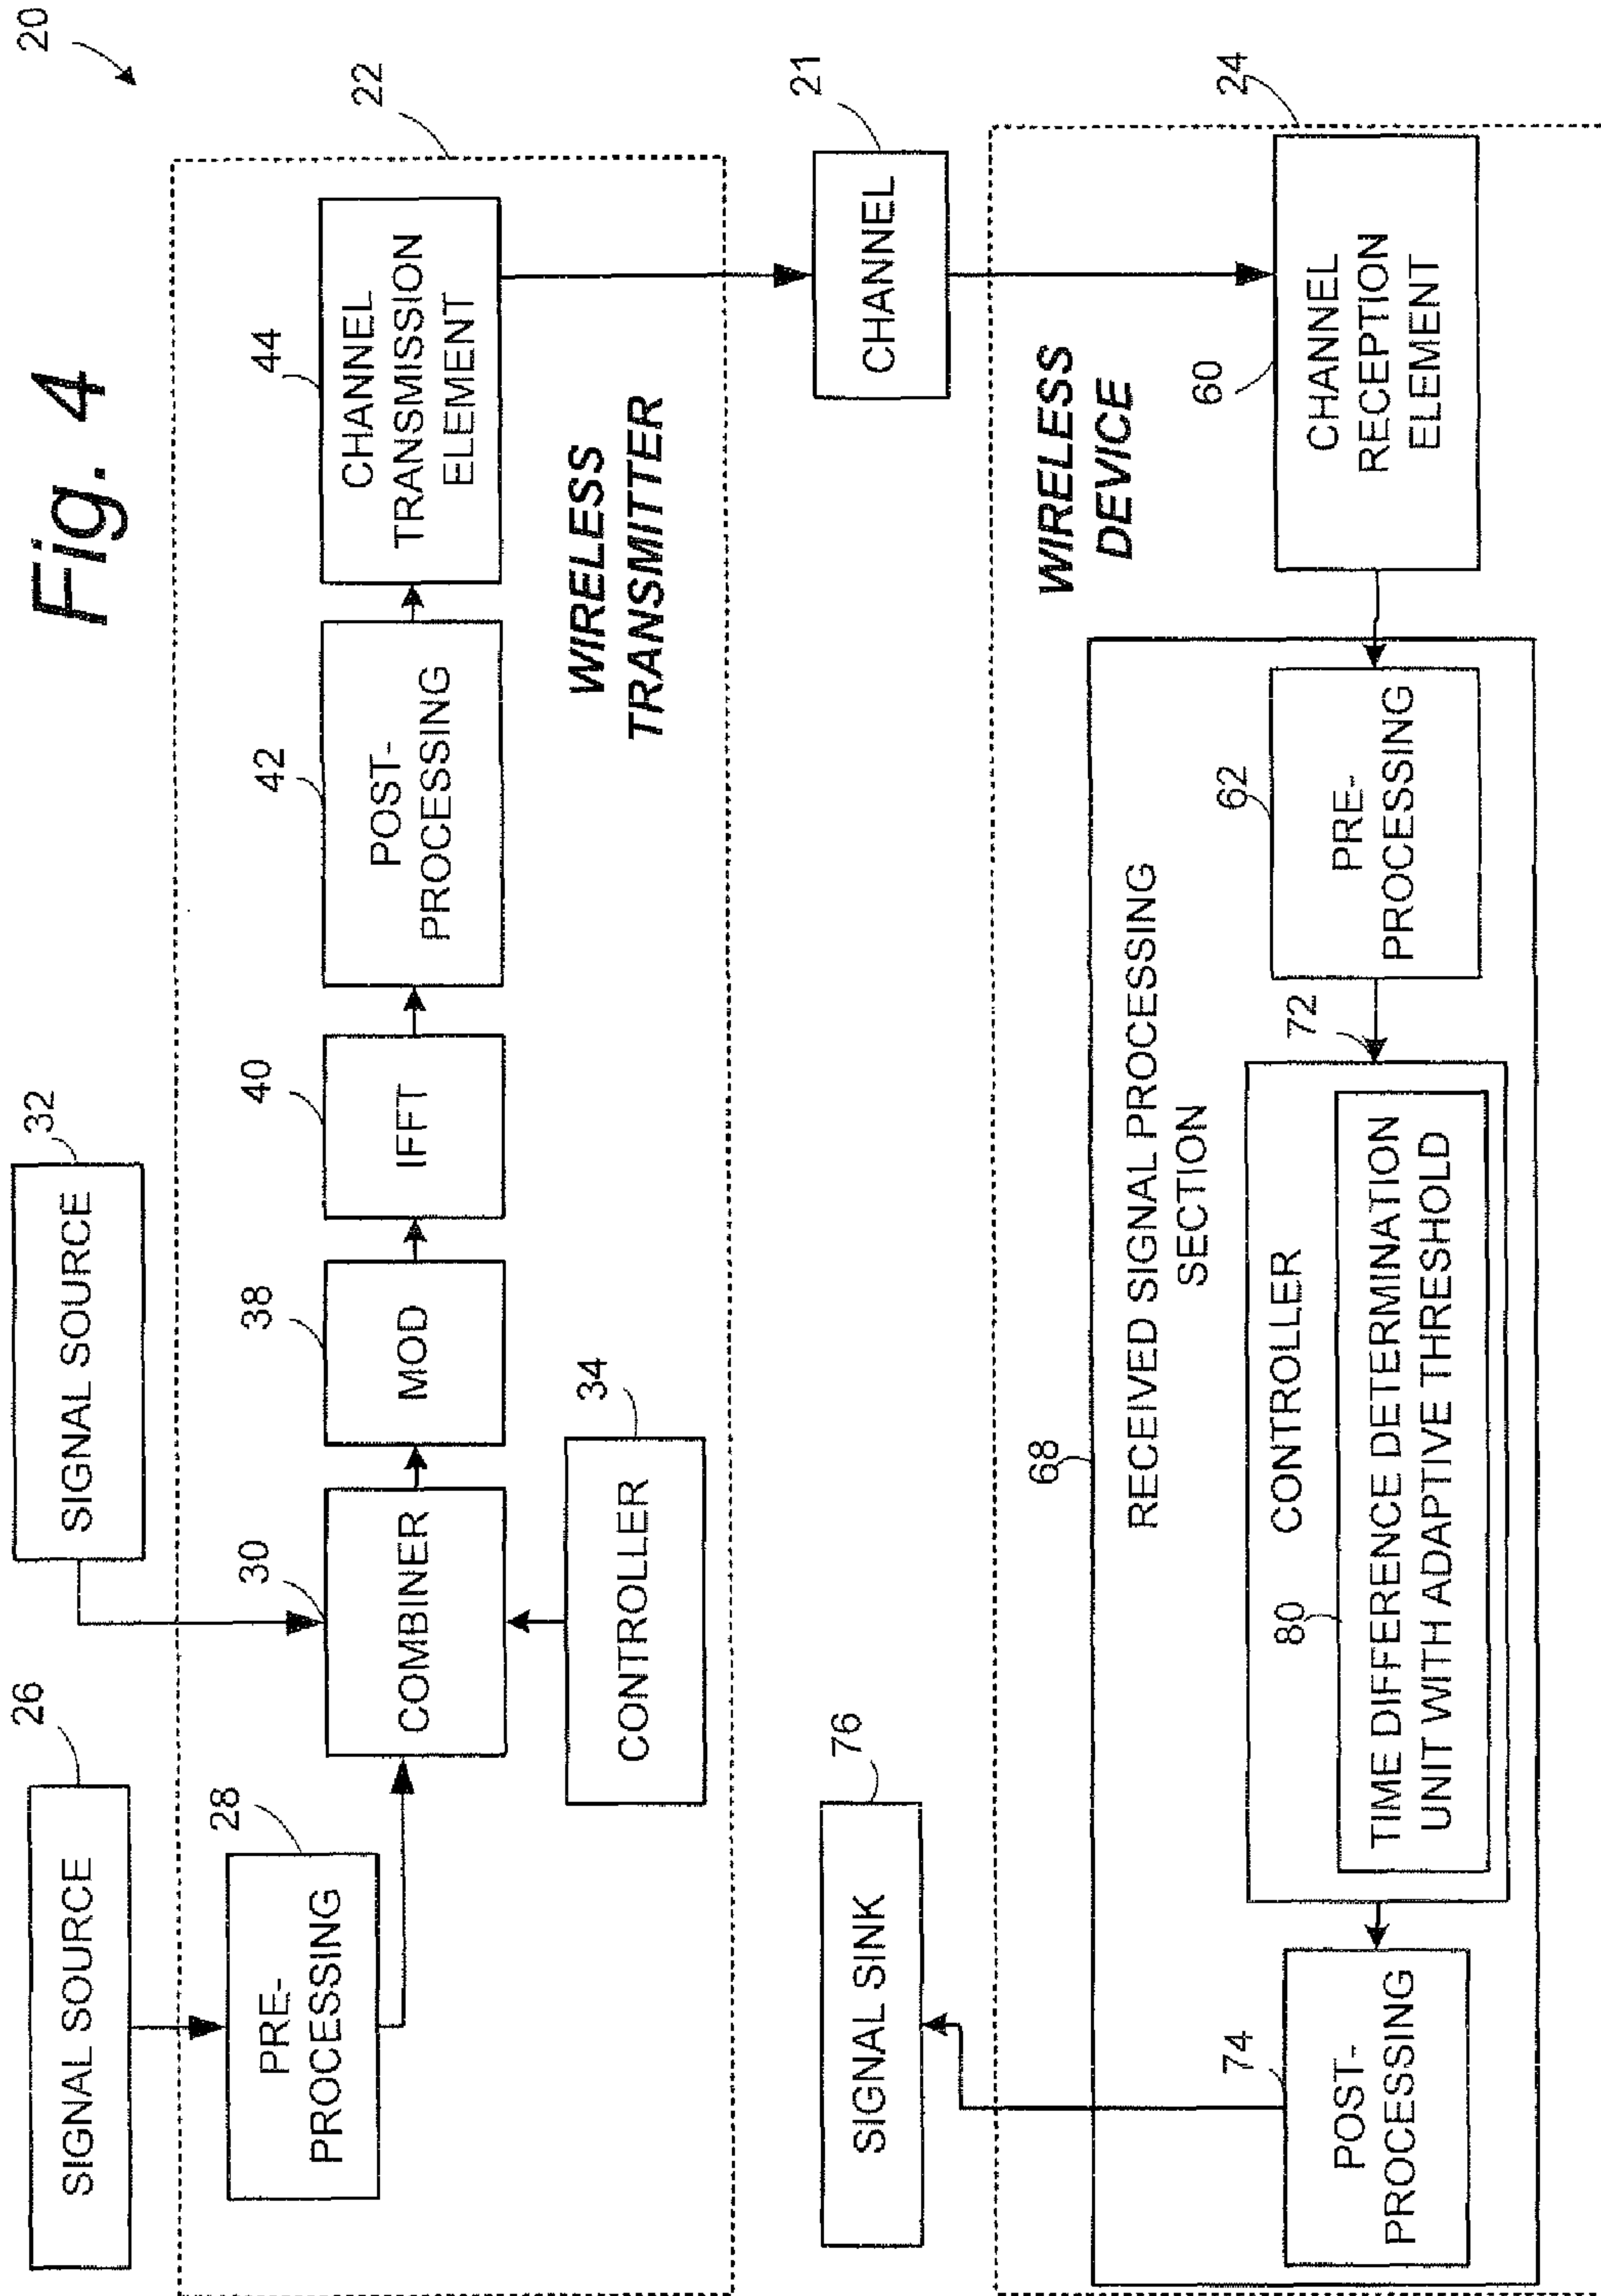 Fig. 4
20
26
SIGNAL SOURCE
32
SIGNAL SOURCE
22
28
PRE-
PROCESSING
30
COMBINER
34
CONTROLLER
38
MOD
40
IFFT
42
POST-
PROCESSING
44
CHANNEL
TRANSMISSION
ELEMENT
WIRELESS
TRANSMITTER
21
CHANNEL
76
SIGNAL SINK
24
WIRELESS
DEVICE
60
CHANNEL
RECEPTION
ELEMENT
68
RECEIVED SIGNAL PROCESSING
SECTION
62
PRE-
PROCESSING
72
CONTROLLER
80
TIME DIFFERENCE DETERMINATION
UNIT WITH ADAPTIVE THRESHOLD
74
POST-
PROCESSING